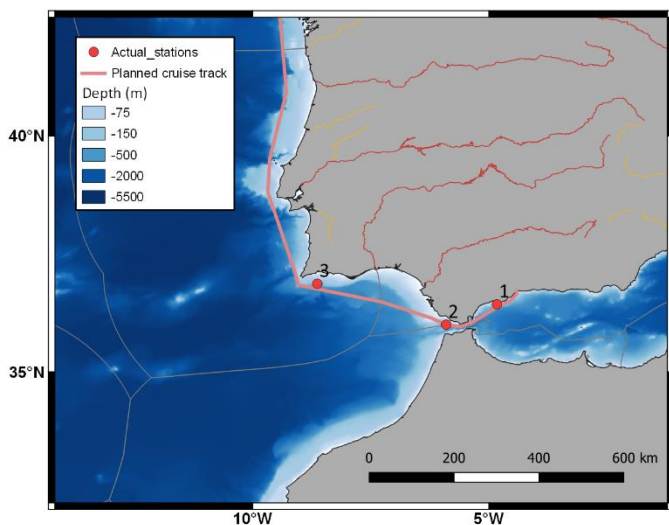 Actual_stations
Planned cruise track
Depth (m)
-75
-150
-500
-2000
-5500
40°N
3
1
2
35°N
0 200 400 600 km
10°W 5°W